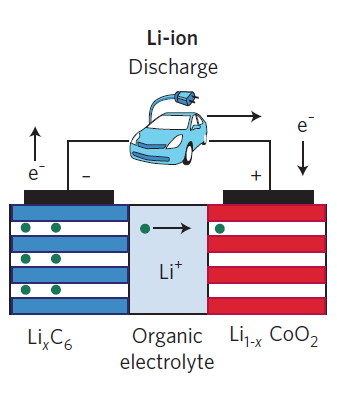 Li-ion
Discharge
e⁻
e⁻
−
+
Li⁺
LiₓC₆
Organic
electrolyte
Li₁₋ₓ CoO₂